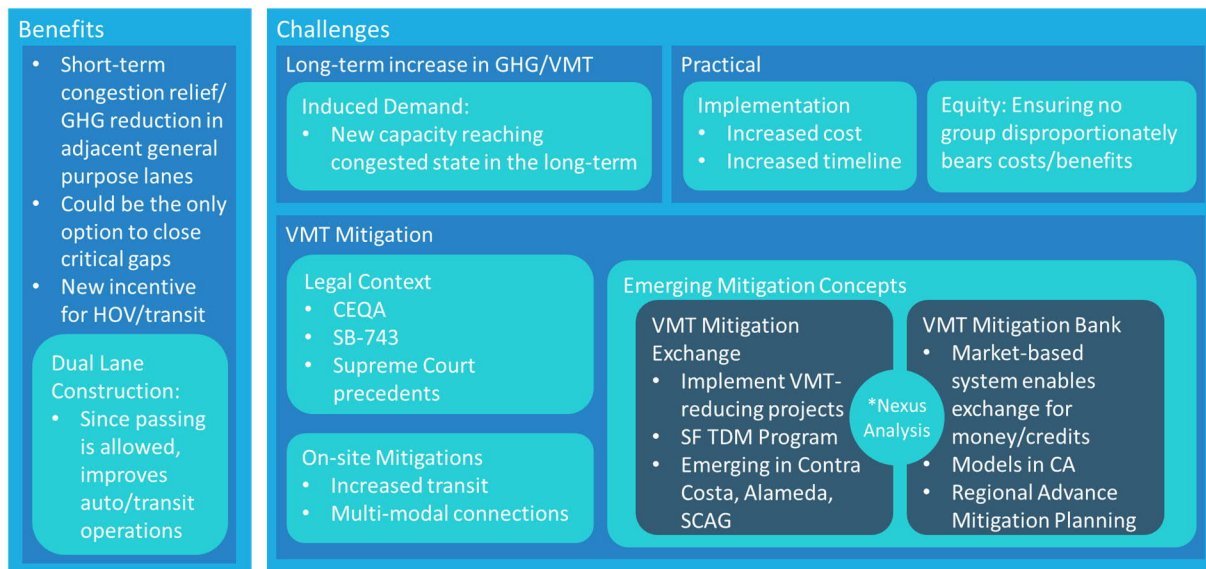 Benefits
• Short-term
congestion relief/
GHG reduction in
adjacent general
purpose lanes
• Could be the only
option to close
critical gaps
• New incentive
for HOV/transit
Dual Lane
Construction:
• Since passing
is allowed,
improves
auto/transit
operations
Challenges
Long-term increase in GHG/VMT
Induced Demand:
• New capacity reaching
congested state in the long-term
Practical
Implementation
• Increased cost
• Increased timeline
Equity: Ensuring no
group disproportionately
bears costs/benefits
VMT Mitigation
Legal Context
• CEQA
• SB-743
• Supreme Court
precedents
On-site Mitigations
• Increased transit
• Multi-modal connections
Emerging Mitigation Concepts
VMT Mitigation
Exchange
• Implement VMT-
reducing projects
• SF TDM Program
• Emerging in Contra
Costa, Alameda,
SCAG
*Nexus
Analysis
VMT Mitigation Bank
• Market-based
system enables
exchange for
money/credits
• Models in CA
• Regional Advance
Mitigation Planning